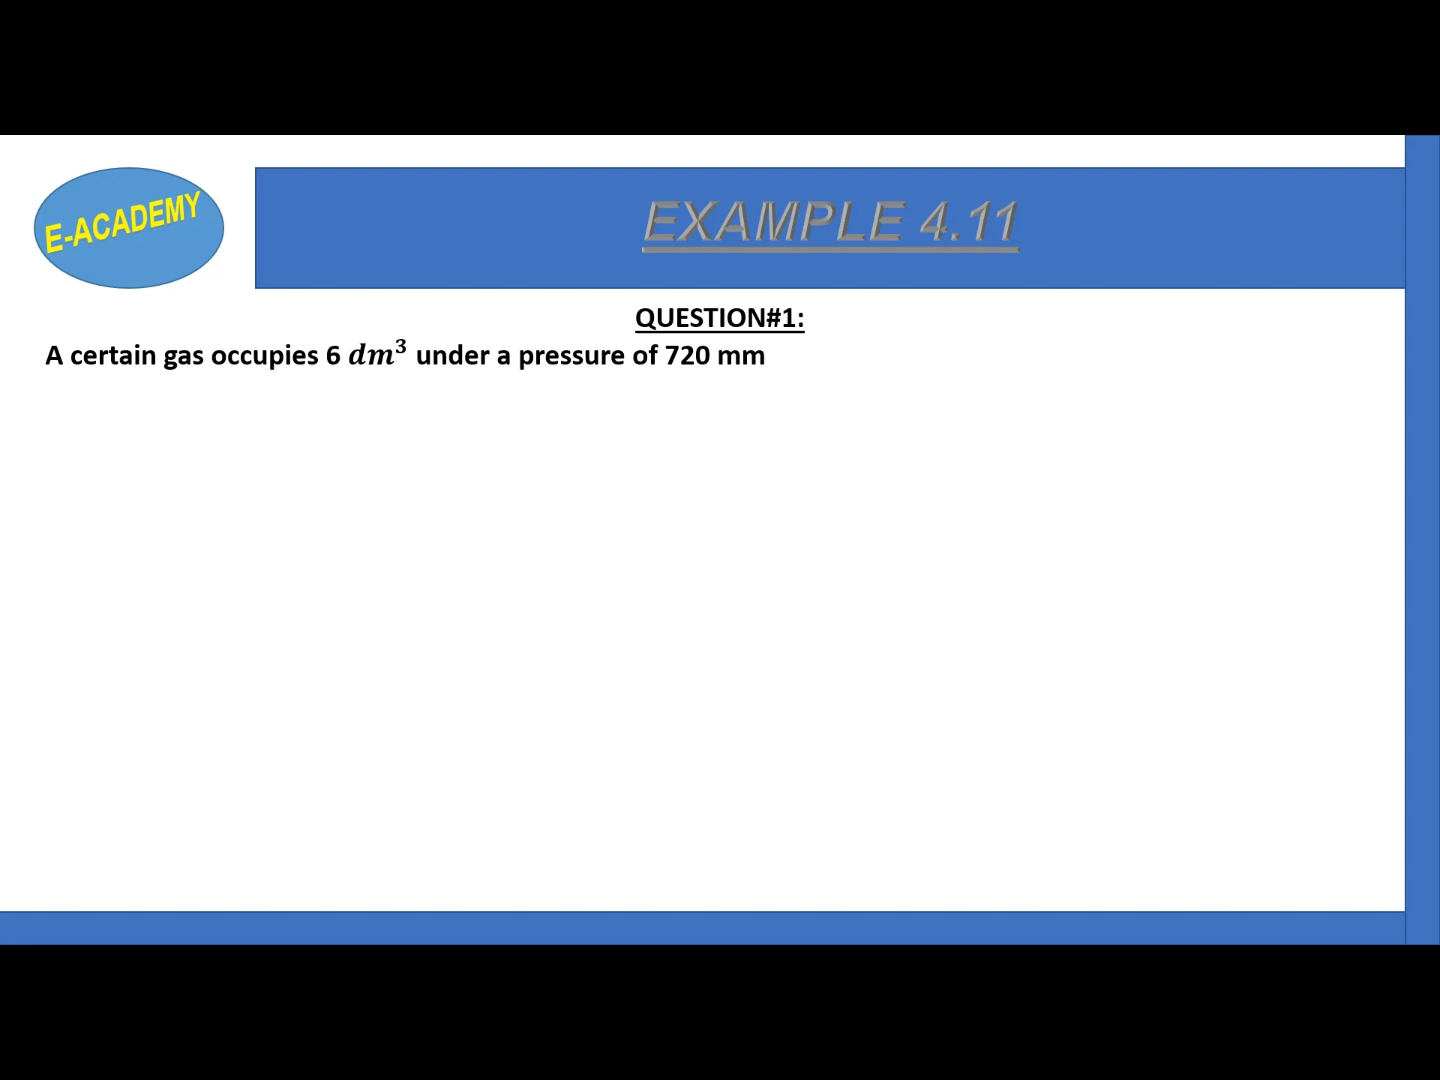 E-ACADEMY
EXAMPLE 4.11
QUESTION#1:
A certain gas occupies 6 dm³ under a pressure of 720 mm